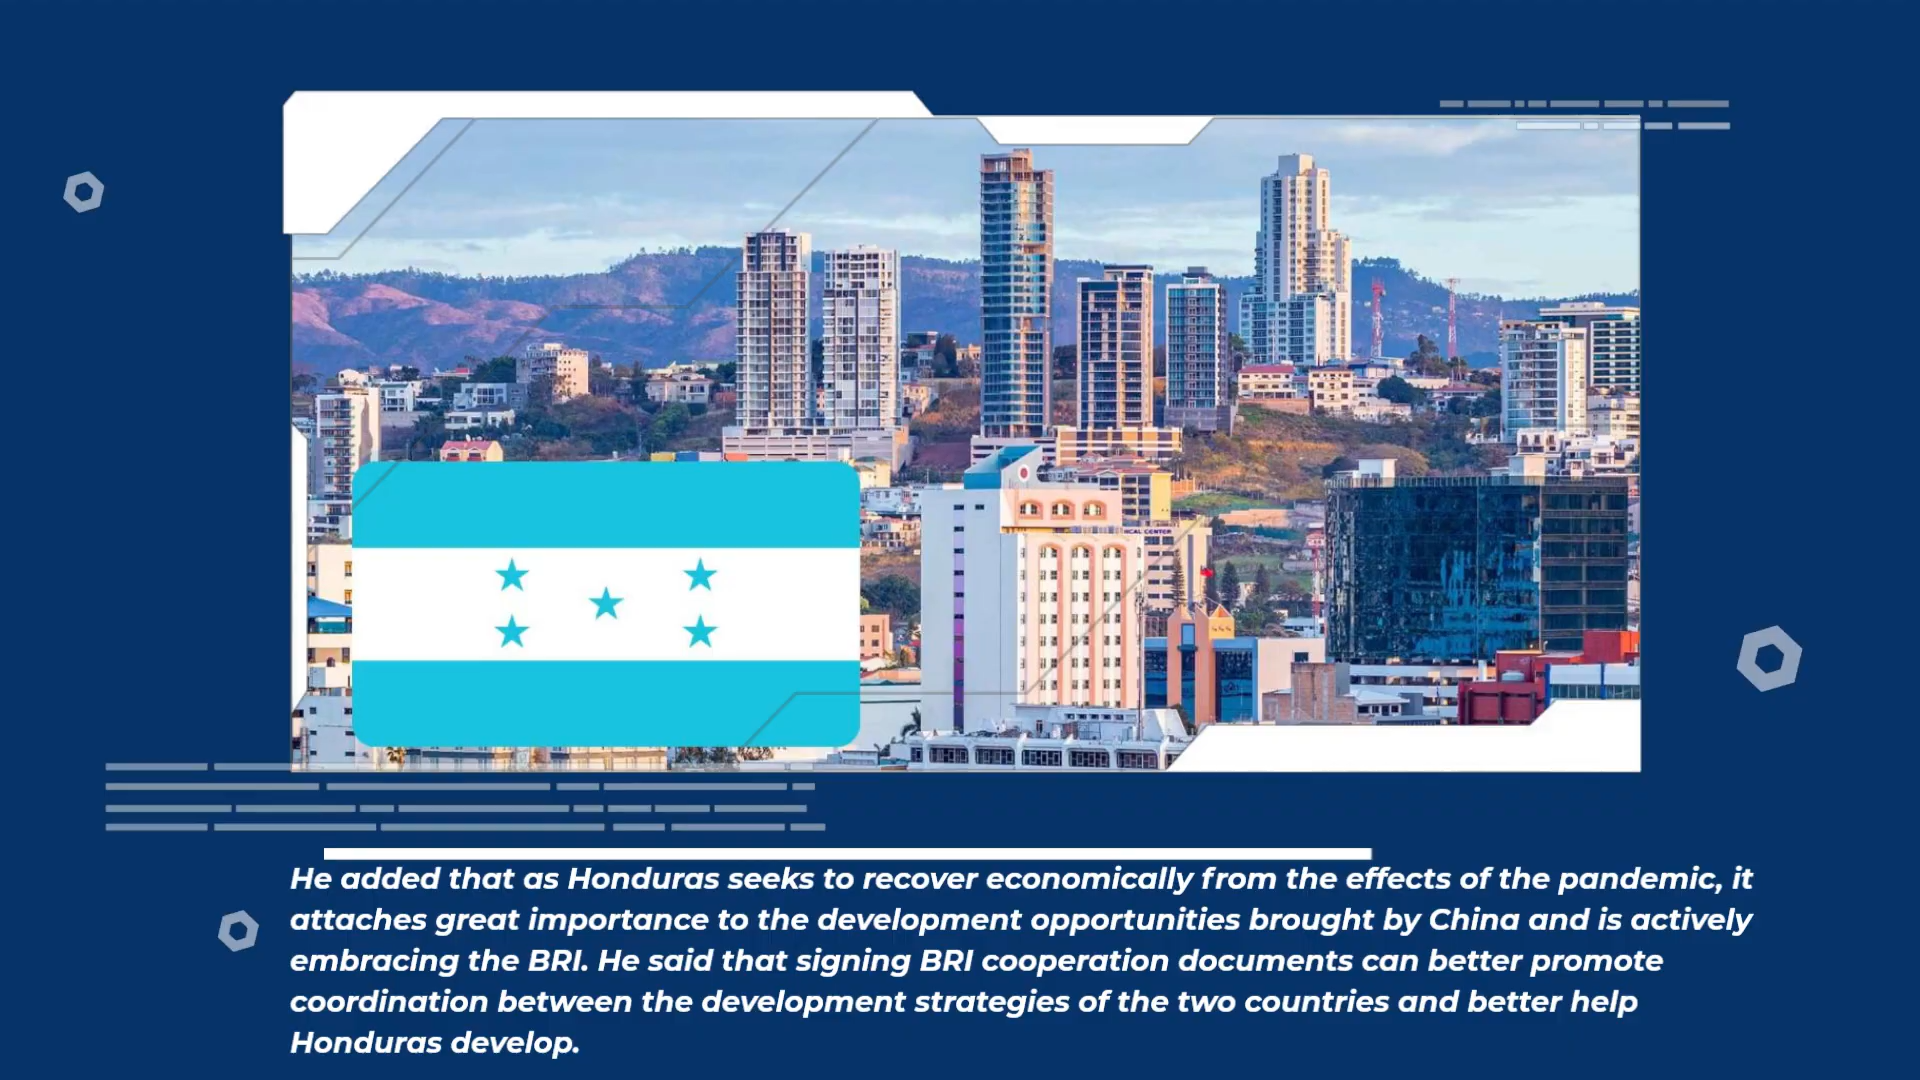 ICAL CENTER
He added that as Honduras seeks to recover economically from the effects of the pandemic, it
attaches great importance to the development opportunities brought by China and is actively
embracing the BRI. He said that signing BRI cooperation documents can better promote
coordination between the development strategies of the two countries and better help
Honduras develop.